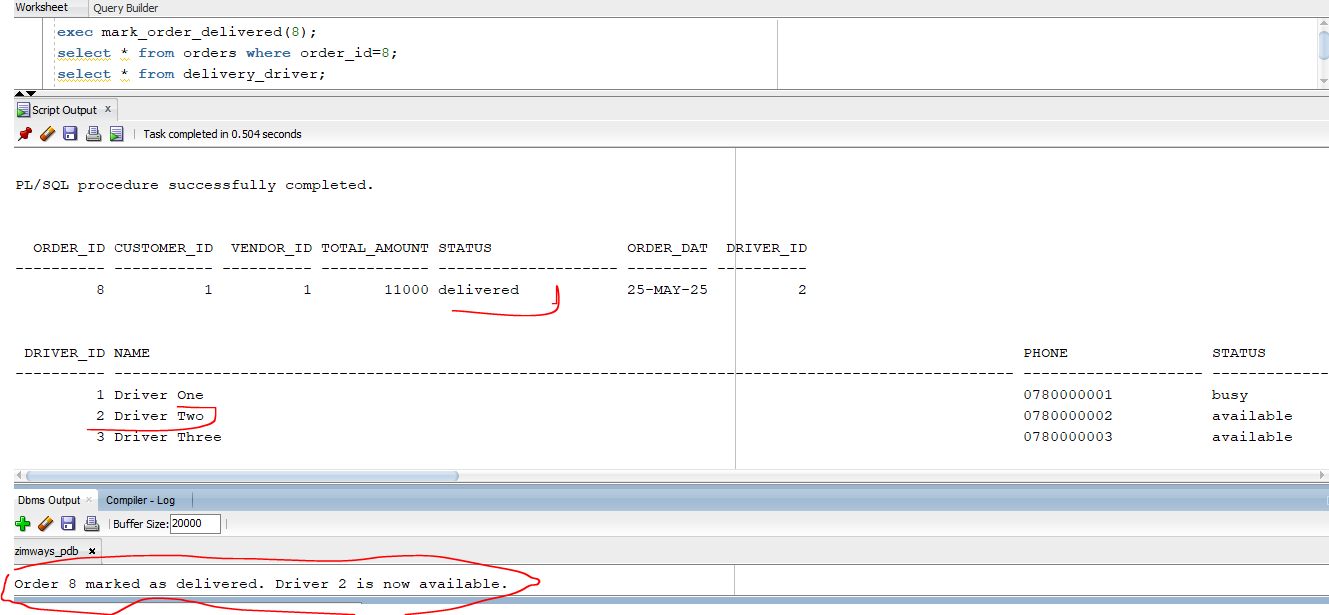 Worksheet Query Builder
exec mark_order_delivered(8);
select * from orders where order_id=8;
select * from delivery_driver;
Script Output x
Task completed in 0.504 seconds
PL/SQL procedure successfully completed.
ORDER_ID CUSTOMER_ID VENDOR_ID TOTAL_AMOUNT STATUS ORDER_DAT DRIVER_ID
---------- ----------- ---------- ------------ -------------------- --------- ----------
8 1 1 11000 delivered 25-MAY-25 2
DRIVER_ID NAME PHONE STATUS
---------- ---------------------------------------------------------------------------------------------------- -------------------- -------------
1 Driver One 0780000001 busy
2 Driver Two 0780000002 available
3 Driver Three 0780000003 available
Dbms Output x Compiler - Log
Buffer Size: 20000
zimways_pdb x
Order 8 marked as delivered. Driver 2 is now available.